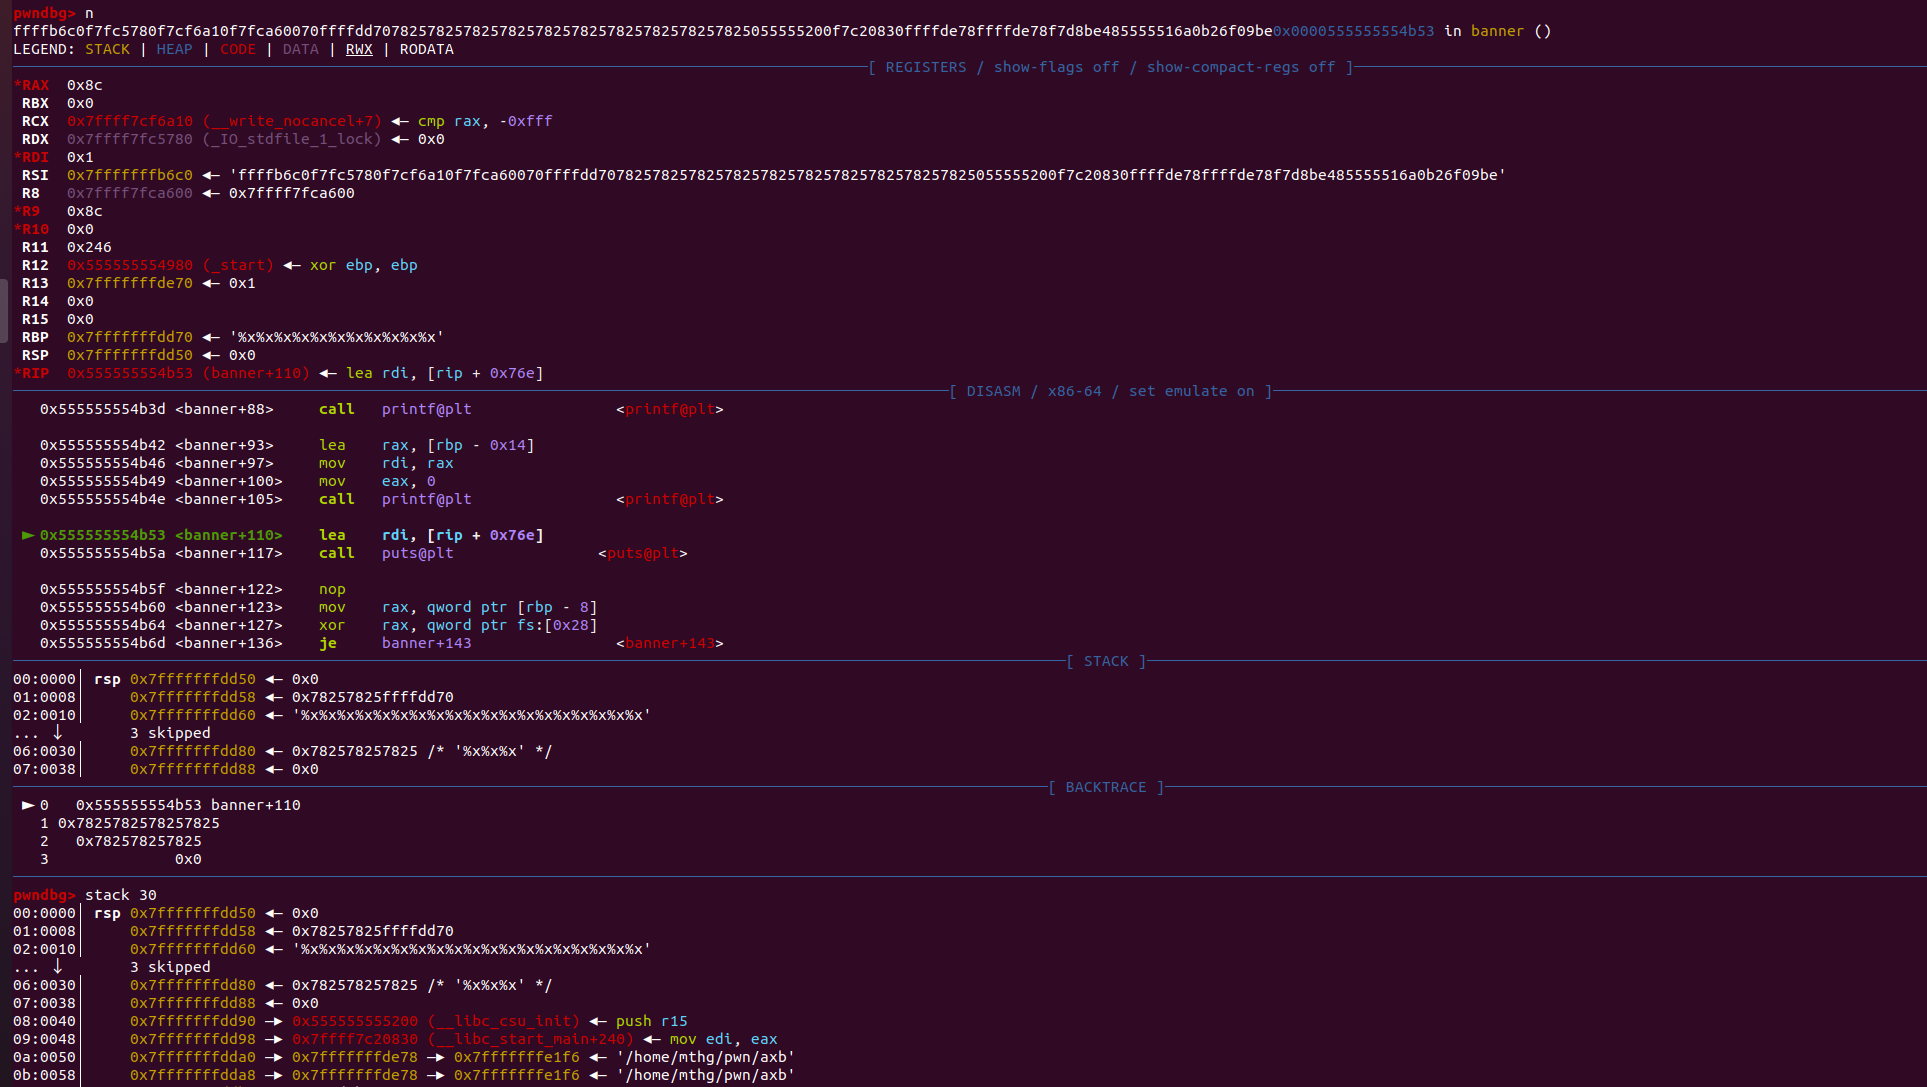 pwndbg> n
ffffb6c0f7fc5780f7cf6a10f7fca60070ffffdd7078257825782578257825782578257825782578257825055555200f7c20830ffffde78ffffde78f7d8be485555516a0b26f09be0x0000555555554b53 in banner ()
LEGEND: STACK | HEAP | CODE | DATA | RWX | RODATA
[ REGISTERS / show-flags off / show-compact-regs off ]
*RAX 0x8c
RBX 0x0
RCX 0x7ffff7cf6a10 (__write_nocancel+7) ◂— cmp rax, -0xfff
RDX 0x7ffff7fc5780 (_IO_stdfile_1_lock) ◂— 0x0
*RDI 0x1
RSI 0x7fffffffb6c0 ◂— 'ffffb6c0f7fc5780f7cf6a10f7fca60070ffffdd7078257825782578257825782578257825782578257825055555200f7c20830ffffde78ffffde78f7d8be485555516a0b26f09be'
R8 0x7ffff7fca600 ◂— 0x7ffff7fca600
*R9 0x8c
*R10 0x0
R11 0x246
R12 0x555555554980 (_start) ◂— xor ebp, ebp
R13 0x7fffffffde70 ◂— 0x1
R14 0x0
R15 0x0
RBP 0x7fffffffdd70 ◂— '%x%x%x%x%x%x%x%x%x%x%x'
RSP 0x7fffffffdd50 ◂— 0x0
*RIP 0x555555554b53 (banner+110) ◂— lea rdi, [rip + 0x76e]
[ DISASM / x86-64 / set emulate on ]
0x555555554b3d <banner+88> call printf@plt <printf@plt>
0x555555554b42 <banner+93> lea rax, [rbp - 0x14]
0x555555554b46 <banner+97> mov rdi, rax
0x555555554b49 <banner+100> mov eax, 0
0x555555554b4e <banner+105> call printf@plt <printf@plt>
► 0x555555554b53 <banner+110> lea rdi, [rip + 0x76e]
0x555555554b5a <banner+117> call puts@plt <puts@plt>
0x555555554b5f <banner+122> nop
0x555555554b60 <banner+123> mov rax, qword ptr [rbp - 8]
0x555555554b64 <banner+127> xor rax, qword ptr fs:[0x28]
0x555555554b6d <banner+136> je banner+143 <banner+143>
[ STACK ]
00:0000│ rsp 0x7fffffffdd50 ◂— 0x0
01:0008│ 0x7fffffffdd58 ◂— 0x78257825ffffdd70
02:0010│ 0x7fffffffdd60 ◂— '%x%x%x%x%x%x%x%x%x%x%x%x%x%x%x%x%x%x%x'
... ↓ 3 skipped
06:0030│ 0x7fffffffdd80 ◂— 0x782578257825 /* '%x%x%x' */
07:0038│ 0x7fffffffdd88 ◂— 0x0
[ BACKTRACE ]
► 0 0x555555554b53 banner+110
1 0x7825782578257825
2 0x782578257825
3 0x0
pwndbg> stack 30
00:0000│ rsp 0x7fffffffdd50 ◂— 0x0
01:0008│ 0x7fffffffdd58 ◂— 0x78257825ffffdd70
02:0010│ 0x7fffffffdd60 ◂— '%x%x%x%x%x%x%x%x%x%x%x%x%x%x%x%x%x%x%x'
... ↓ 3 skipped
06:0030│ 0x7fffffffdd80 ◂— 0x782578257825 /* '%x%x%x' */
07:0038│ 0x7fffffffdd88 ◂— 0x0
08:0040│ 0x7fffffffdd90 —▸ 0x555555555200 (__libc_csu_init) ◂— push r15
09:0048│ 0x7fffffffdd98 —▸ 0x7ffff7c20830 (__libc_start_main+240) ◂— mov edi, eax
0a:0050│ 0x7fffffffdda0 —▸ 0x7fffffffde78 —▸ 0x7fffffffe1f6 ◂— '/home/mthg/pwn/axb'
0b:0058│ 0x7fffffffdda8 —▸ 0x7fffffffde78 —▸ 0x7fffffffe1f6 ◂— '/home/mthg/pwn/axb'